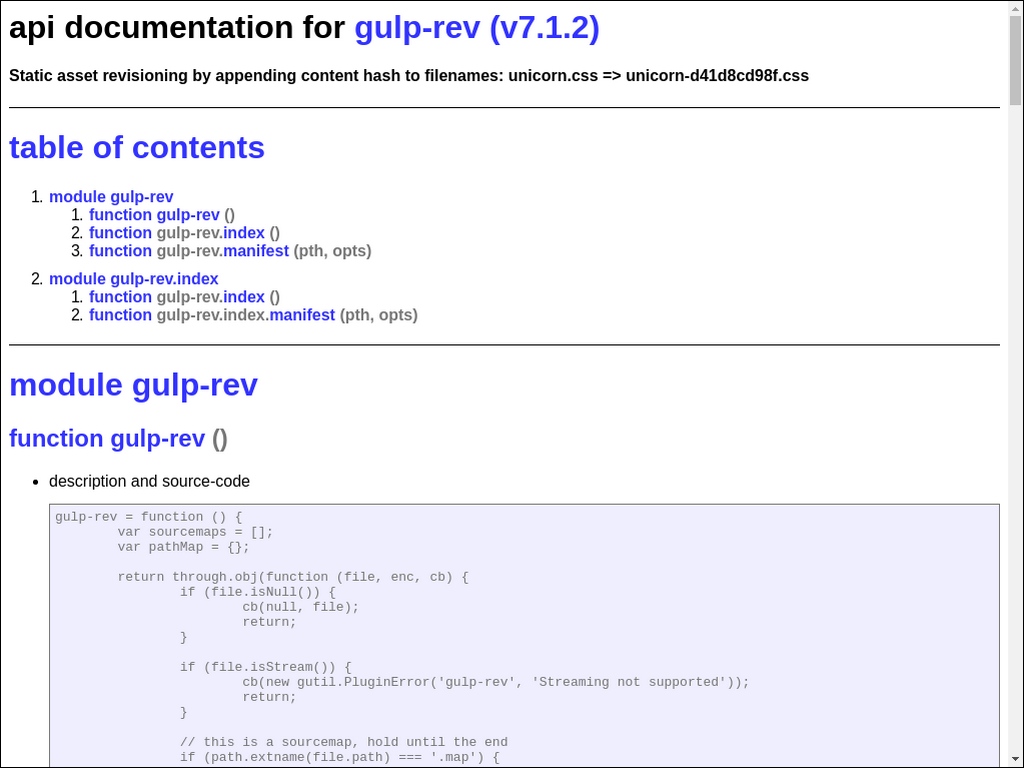 api documentation for gulp-rev (v7.1.2)
Static asset revisioning by appending content hash to filenames: unicorn.css => unicorn-d41d8cd98f.css
table of contents
1. module gulp-rev
1. function gulp-rev ()
2. function gulp-rev.index ()
3. function gulp-rev.manifest (pth, opts)
2. module gulp-rev.index
1. function gulp-rev.index ()
2. function gulp-rev.index.manifest (pth, opts)
module gulp-rev
function gulp-rev ()
• description and source-code
gulp-rev = function () {
        var sourcemaps = [];
        var pathMap = {};
        return through.obj(function (file, enc, cb) {
                if (file.isNull()) {
                        cb(null, file);
                        return;
                }
                if (file.isStream()) {
                        cb(new gutil.PluginError('gulp-rev', 'Streaming not supported'));
                        return;
                }
                // this is a sourcemap, hold until the end
                if (path.extname(file.path) === '.map') {